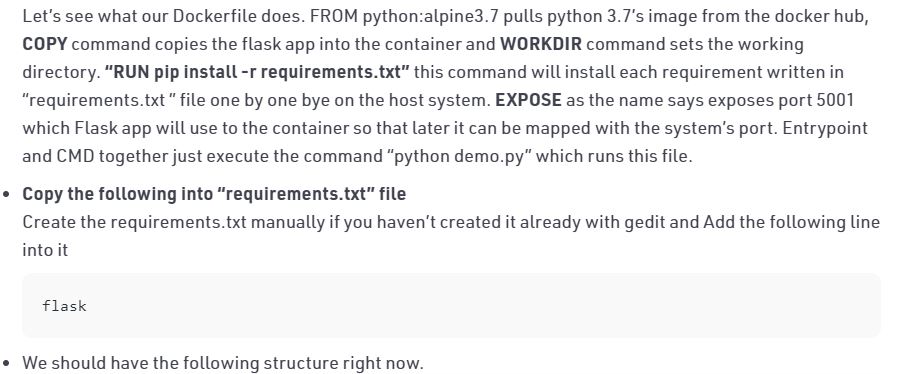 Let's see what our Dockerfile does. FROM python:alpine3.7 pulls python 3.7's image from the docker hub,
COPY command copies the flask app into the container and WORKDIR command sets the working
directory. “RUN pip install -r requirements.txt” this command will install each requirement written in
“requirements.txt ” file one by one bye on the host system. EXPOSE as the name says exposes port 5001
which Flask app will use to the container so that later it can be mapped with the system's port. Entrypoint
and CMD together just execute the command “python demo.py” which runs this file.
• Copy the following into “requirements.txt” file
Create the requirements.txt manually if you haven't created it already with gedit and Add the following line
into it
flask
• We should have the following structure right now.